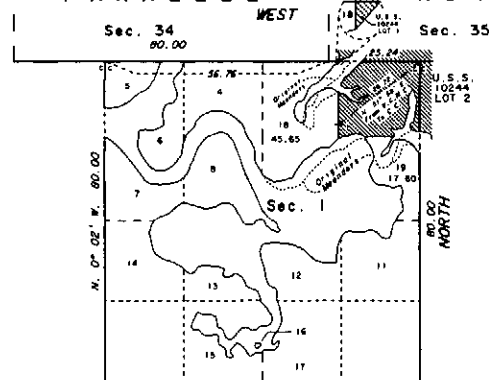 WEST
Sec. 34
80.00
Sec. 35
18
U.S.S.
10244
LOT 1
25.24
C C
56.76
U.S.S.
10244
LOT 2
5
4
Original
Meanders
18
45.65
6
8
7
Original
Meanders
19
17.60
Sec. 1
N. 0° 02' W. 80.00
80.00
NORTH
14
13
12
11
16
15
17